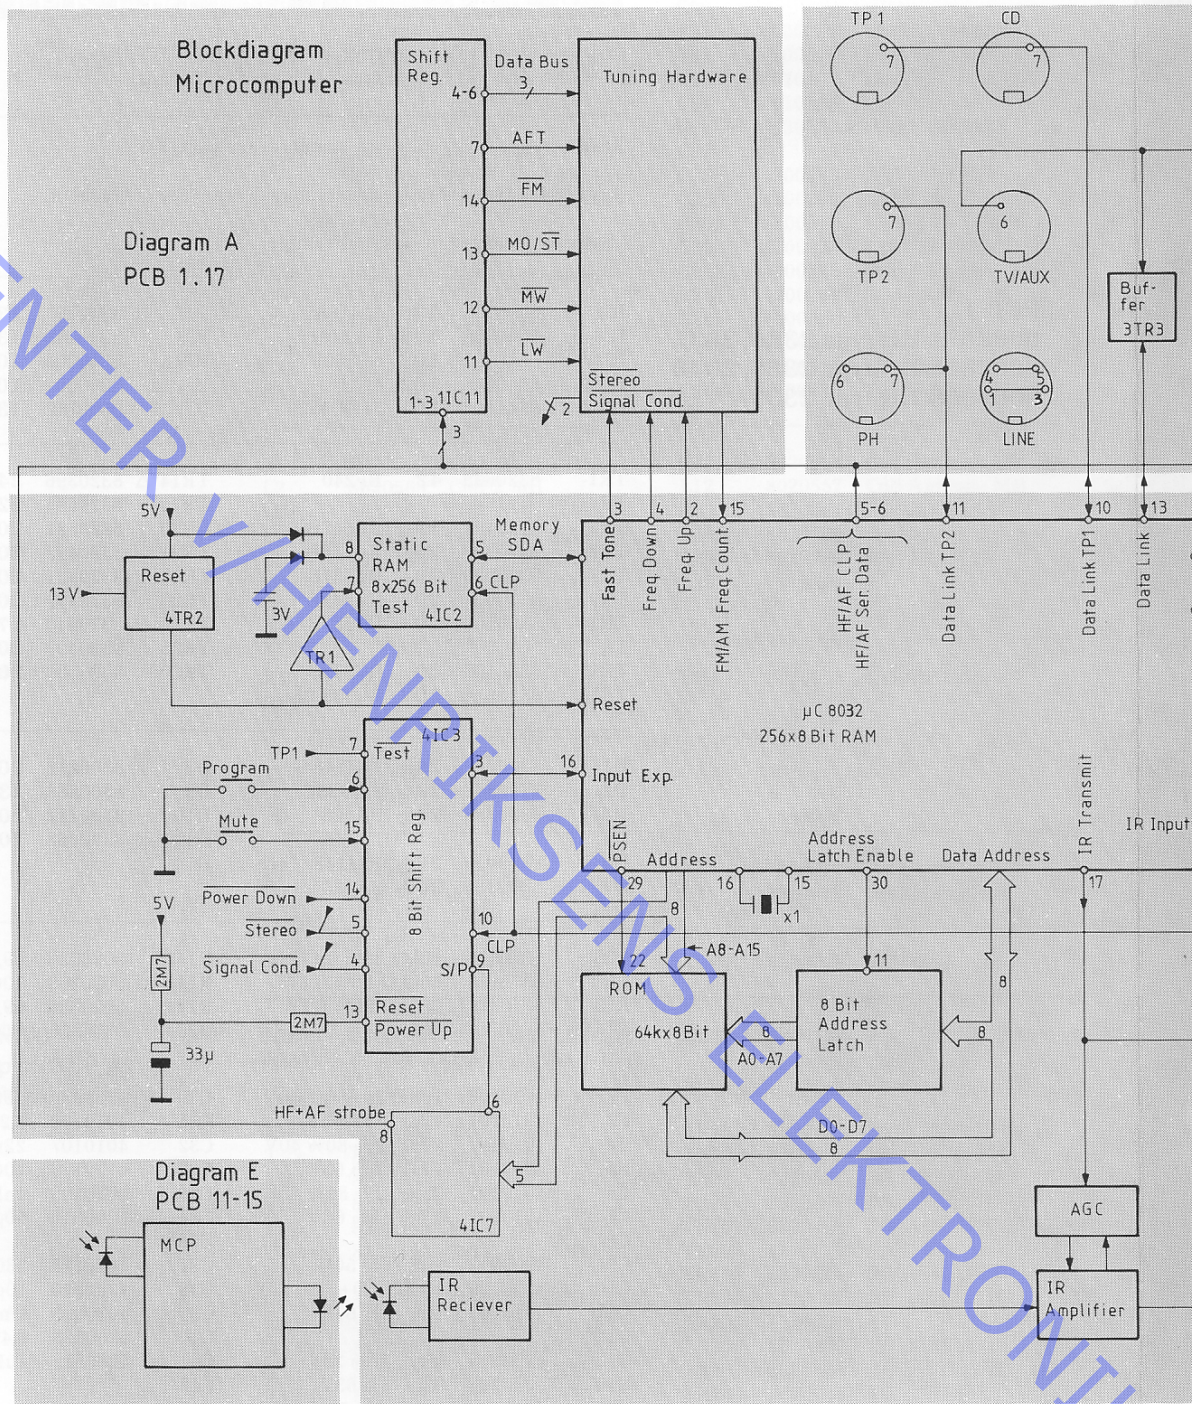 Blockdiagram
Microcomputer
Diagram A
PCB 1.17
Shift
Reg.
4-6
7
14
13
12
11
1-3
1IC11
3
Data Bus
3
AFT
FM
MO/ST
MW
LW
Tuning Hardware
Stereo
Signal Cond.
2
TP 1
7
CD
7
7
TP2
6
TV/AUX
6
7
PH
4
5
1
3
LINE
Buf-
fer
3TR3
5V
13V
Reset
4TR2
3V
TR1
8
7
Static
RAM
8x256 Bit
Test
4IC2
5
6
CLP
Memory
SDA
3
4
2
15
5-6
11
10
13
Fast Tone
Freq. Down
Freq. Up
FM/AM Freq. Count.
HF/AF CLP
HF/AF Ser. Data
Data Link TP2
Data Link TP1
Data Link
Reset
µC 8032
256x8 Bit RAM
16
Input Exp.
PSEN
Address
Address
Latch Enable
Data Address
IR Transmit
IR Input
29
8
16
15
x1
30
17
4IC3
TP1
7
Test
Program
6
Mute
15
Power Down
14
Stereo
5
Signal Cond.
4
13
Reset
Power Up
8 Bit Shift Reg.
3
10
CLP
S/P
9
5V
2M7
2M7
33µ
22
A8-A15
ROM
64kx8Bit
8
A0-A7
11
8 Bit
Address
Latch
8
8
D0-D7
8
HF+AF strobe
8
6
5
4IC7
Diagram E
PCB 11-15
MCP
IR
Reciever
AGC
IR
Amplifier
ENTER V/HENRIKSENS ELEKTRONI